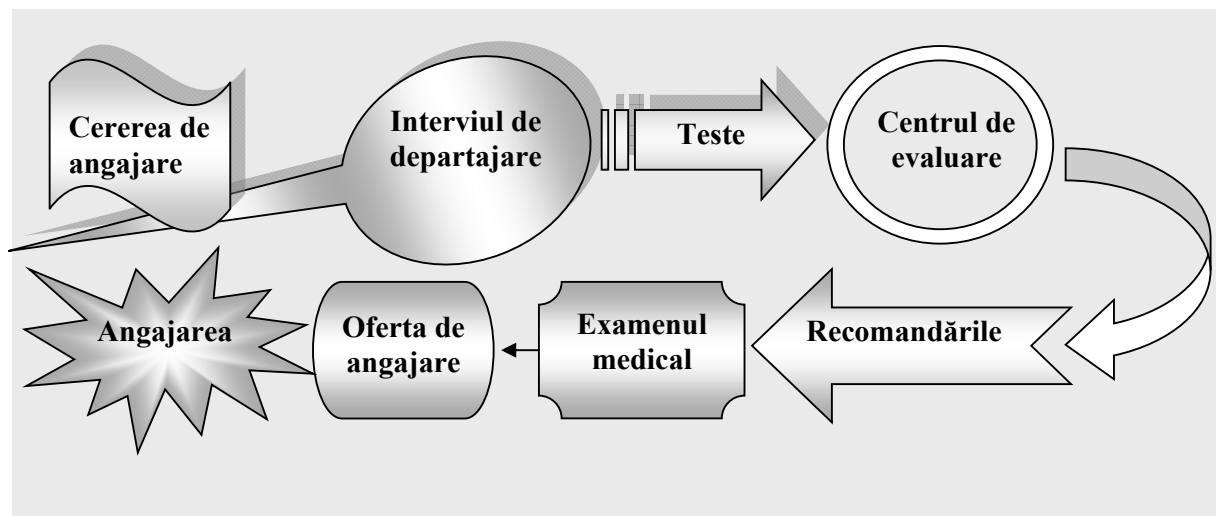 Cererea de
angajare
Interviul de
departajare
Teste
Centrul de
evaluare
Recomandările
Examenul
medical
Oferta de
angajare
Angajarea